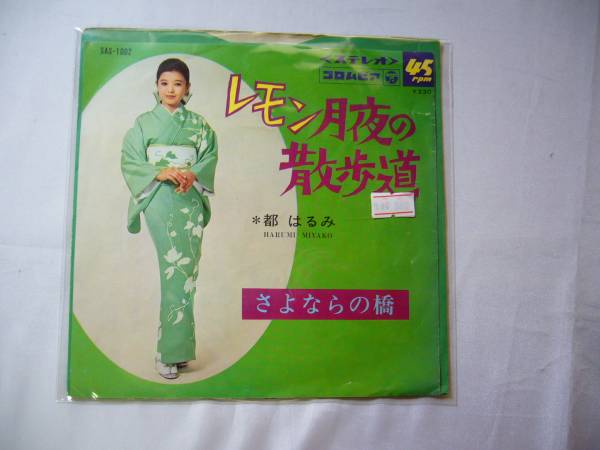 SAS-1002
<ステレオ>
コロムビア
45
rpm
¥330
レモン月夜の
散歩道
*都 はるみ
HARUMI MIYAKO
さよならの橋